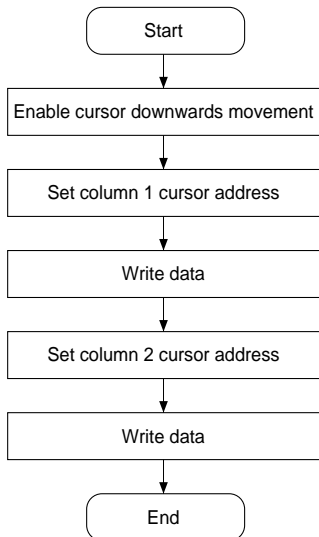 Start
Enable cursor downwards movement
Set column 1 cursor address
Write data
Set column 2 cursor address
Write data
End